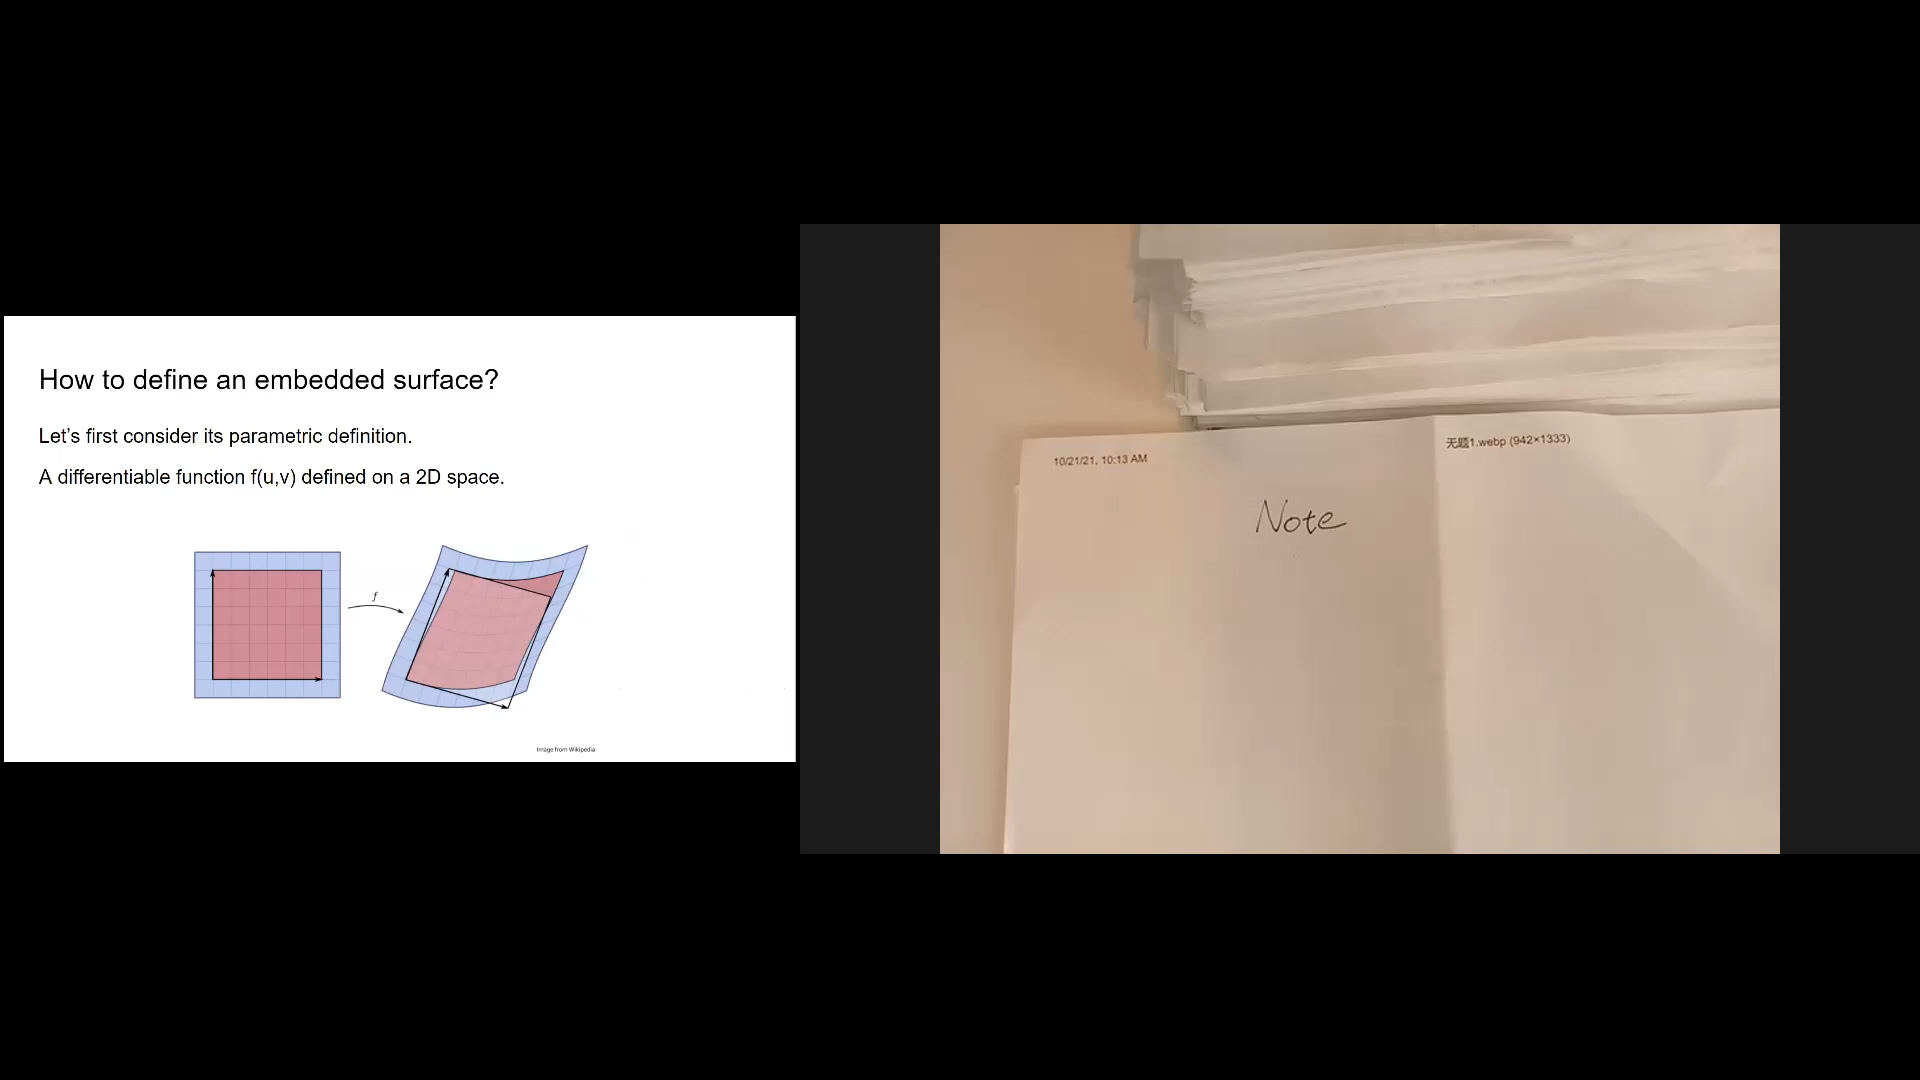 How to define an embedded surface?
Let's first consider its parametric definition.
A differentiable function f(u,v) defined on a 2D space.
f
Image from Wikipedia
10/21/21, 10:13 AM
无题1.webp (942×1333)
Note